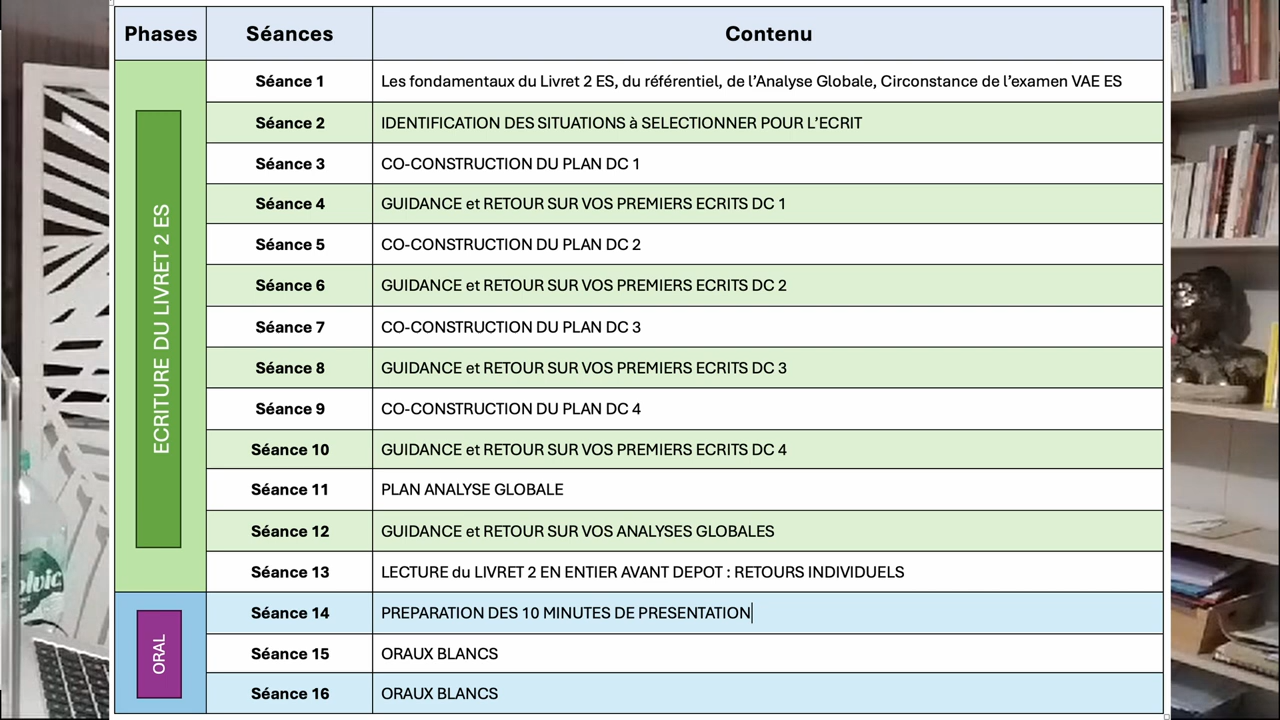 Phases Séances Contenu
Séance 1 Les fondamentaux du Livret 2 ES, du référentiel, de l’Analyse Globale, Circonstance de l’examen VAE ES
Séance 2 IDENTIFICATION DES SITUATIONS à SELECTIONNER POUR L’ECRIT
Séance 3 CO-CONSTRUCTION DU PLAN DC 1
Séance 4 GUIDANCE et RETOUR SUR VOS PREMIERS ECRITS DC 1
Séance 5 CO-CONSTRUCTION DU PLAN DC 2
Séance 6 GUIDANCE et RETOUR SUR VOS PREMIERS ECRITS DC 2
Séance 7 CO-CONSTRUCTION DU PLAN DC 3
Séance 8 GUIDANCE et RETOUR SUR VOS PREMIERS ECRITS DC 3
Séance 9 CO-CONSTRUCTION DU PLAN DC 4
Séance 10 GUIDANCE et RETOUR SUR VOS PREMIERS ECRITS DC 4
Séance 11 PLAN ANALYSE GLOBALE
Séance 12 GUIDANCE et RETOUR SUR VOS ANALYSES GLOBALES
Séance 13 LECTURE du LIVRET 2 EN ENTIER AVANT DEPOT : RETOURS INDIVIDUELS
ECRITURE DU LIVRET 2 ES
Séance 14 PREPARATION DES 10 MINUTES DE PRESENTATION
Séance 15 ORAUX BLANCS
Séance 16 ORAUX BLANCS
ORAL
olvic